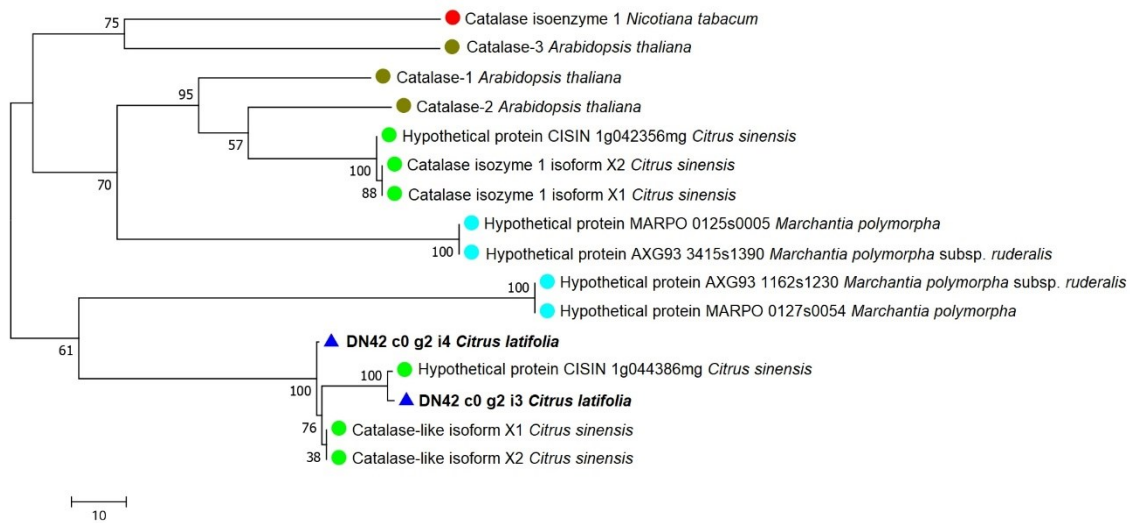 75
Catalase isoenzyme 1 Nicotiana tabacum
Catalase-3 Arabidopsis thaliana
95
Catalase-1 Arabidopsis thaliana
Catalase-2 Arabidopsis thaliana
57
Hypothetical protein CISIN 1g042356mg Citrus sinensis
100
Catalase isozyme 1 isoform X2 Citrus sinensis
88
Catalase isozyme 1 isoform X1 Citrus sinensis
70
Hypothetical protein MARPO 0125s0005 Marchantia polymorpha
100
Hypothetical protein AXG93 3415s1390 Marchantia polymorpha subsp. ruderalis
Hypothetical protein AXG93 1162s1230 Marchantia polymorpha subsp. ruderalis
100
Hypothetical protein MARPO 0127s0054 Marchantia polymorpha
61
DN42 c0 g2 i4 Citrus latifolia
100
Hypothetical protein CISIN 1g044386mg Citrus sinensis
100
DN42 c0 g2 i3 Citrus latifolia
76
Catalase-like isoform X1 Citrus sinensis
38
Catalase-like isoform X2 Citrus sinensis
10